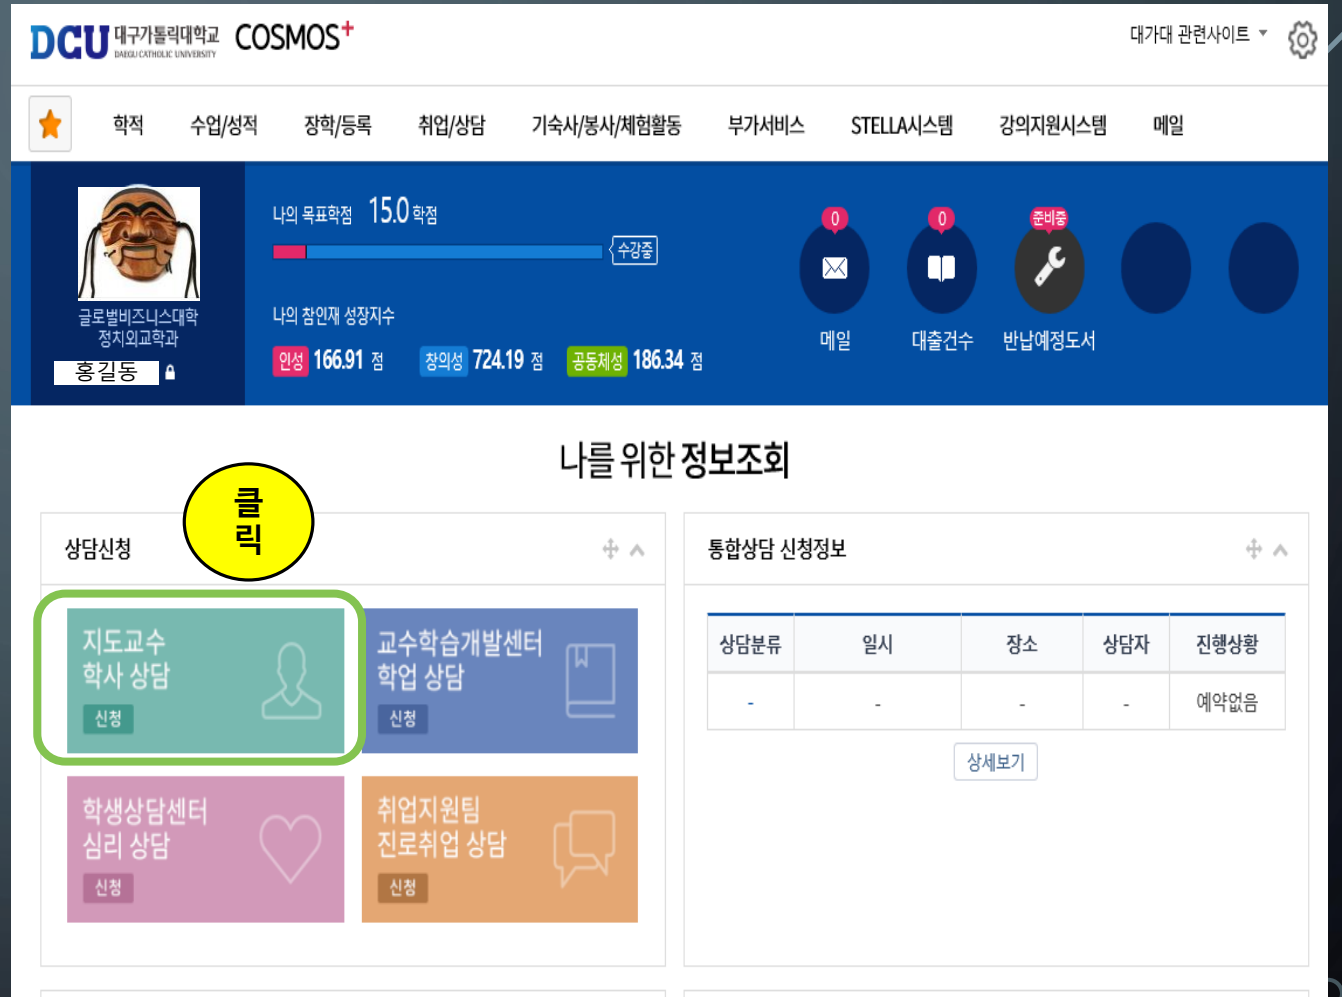 DCU 대구가톨릭대학교 COSMOS+
DAEGU CATHOLIC UNIVERSITY
대가대 관련사이트
학적 수업/성적 장학/등록 취업/상담 기숙사/봉사/체험활동 부가서비스 STELLA시스템 강의지원시스템 메일
나의 목표학점 15.0 학점
수강중
나의 참인재 성장지수
인성 166.91 점 창의성 724.19 점 공동체성 186.34 점
글로벌비즈니스대학
정치외교학과
홍길동
0 0 준비중
메일 대출건수 반납예정도서
나를 위한 정보조회
클
릭
상담신청
지도교수
학사 상담
신청
교수학습개발센터
학업 상담
신청
학생상담센터
심리 상담
신청
취업지원팀
진로취업 상담
신청
통합상담 신청정보
상담분류 일시 장소 상담자 진행상황
- - - - 예약없음
상세보기